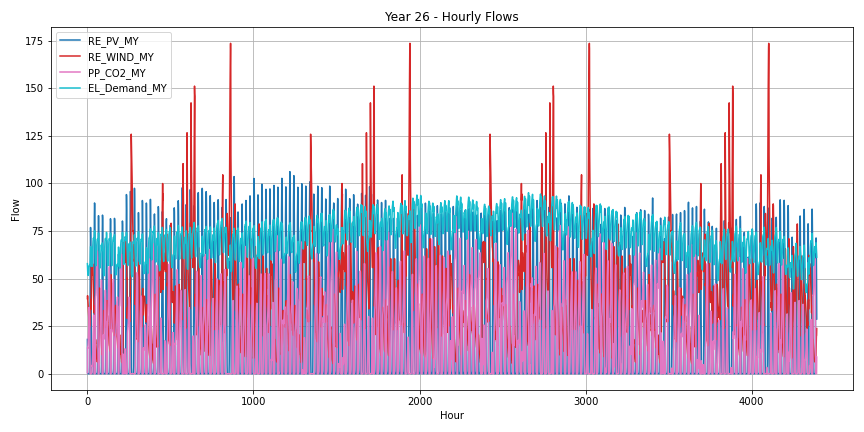 Year 26 - Hourly Flows
RE_PV_MY
RE_WIND_MY
PP_CO2_MY
EL_Demand_MY
175
150
125
100
75
50
25
0
Flow
0 1000 2000 3000 4000
Hour